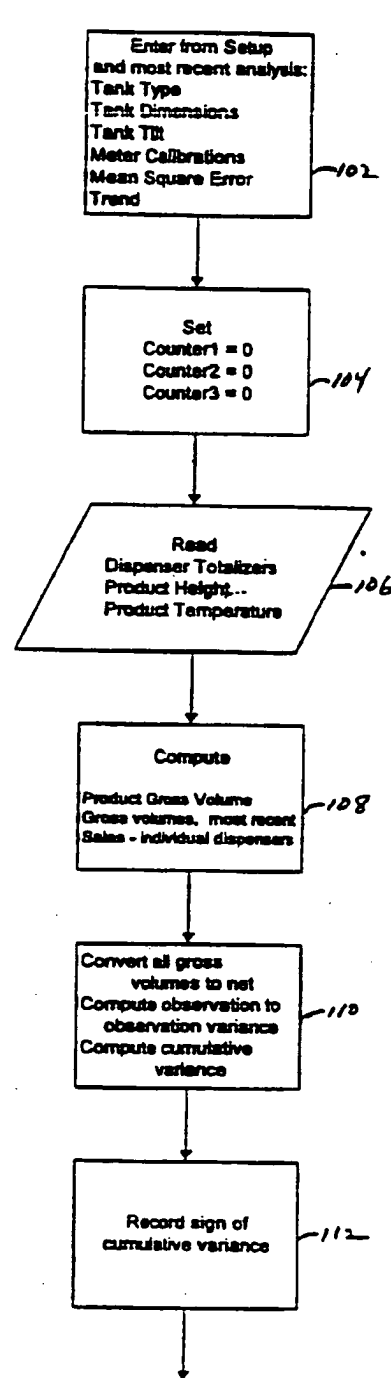 Enter from Setup
and most recent analysis:
Tank Type
Tank Dimensions
Tank Tilt
Meter Calibrations
Mean Square Error
Trend
102
Set
Counter1 = 0
Counter2 = 0
Counter3 = 0
104
Read
Dispenser Totalizers
Product Height...
Product Temperature
106
Compute
Product Gross Volume
Gross volumes, most recent
Sales - individual dispensers
108
Convert all gross
volumes to net
Compute observation to
observation variance
Compute cumulative
variance
110
Record sign of
cumulative variance
112